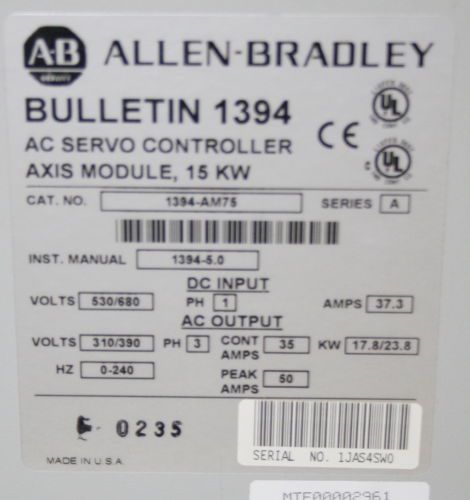 A-B ALLEN-BRADLEY
BULLETIN 1394
AC SERVO CONTROLLER
AXIS MODULE, 15 KW
CE
UL
c UL
CAT. NO. 1394-AM75 SERIES A
INST. MANUAL 1394-5.0
DC INPUT
VOLTS 530/680 PH 1 AMPS 37.3
AC OUTPUT
VOLTS 310/390 PH 3 CONT AMPS 35 KW 17.8/23.8
HZ 0-240 PEAK AMPS 50
0235
SERIAL NO. 1JAS4SW0
MADE IN U.S.A.
MTE00002961